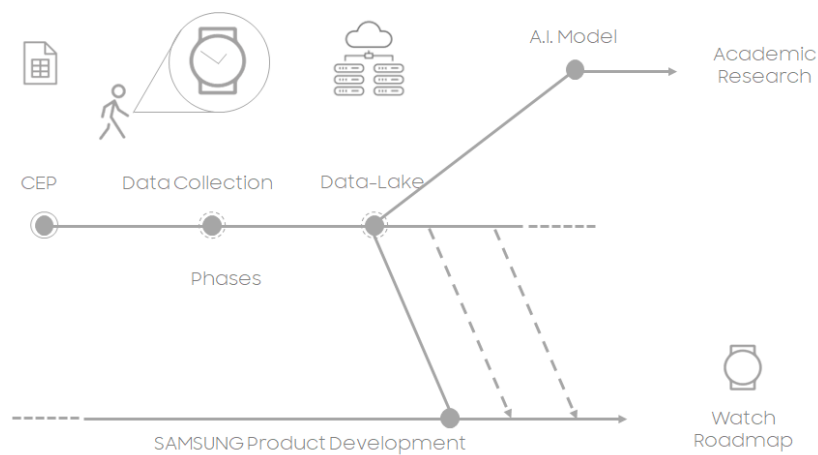 A.I. Model
Academic
Research
CEP
Data Collection
Data-Lake
Phases
SAMSUNG Product Development
Watch
Roadmap